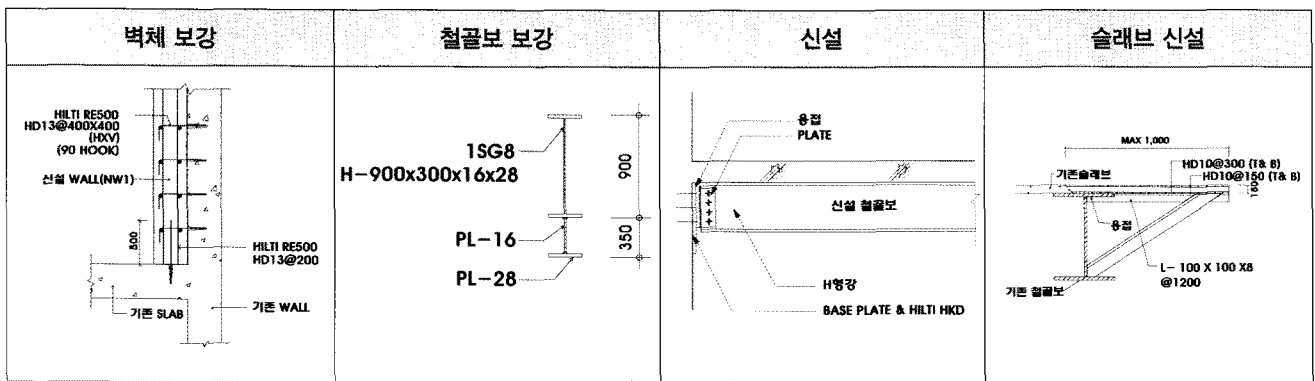 벽체 보강
철골보 보강
신설
슬래브 신설
HILTI RE500
HD13@400X400
(HXV)
(90 HOOK)
신설 WALL(NW1)
500
HILTI RE500
HD13@200
기존 SLAB
기존 WALL
1SG8
H-900x300x16x28
PL-16
PL-28
900
350
용접
PLATE
신설 철골보
H형강
BASE PLATE & HILTI HKD
MAX 1,000
HD10@300 (T& B)
HD10@150 (T& B)
기존슬래브
150
용접
L- 100 X 100 X8
@1200
기존 철골보